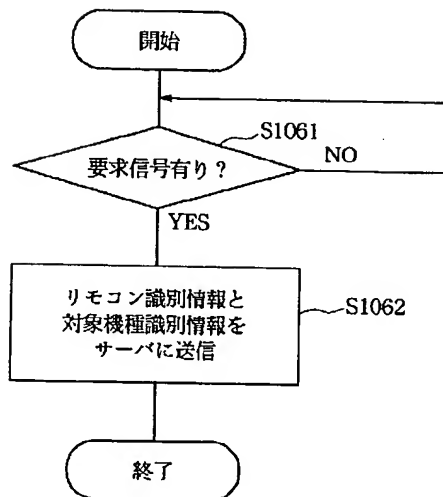 開始
S1061
要求信号有り?
NO
YES
リモコン識別情報と
対象機種識別情報を
サーバに送信
S1062
終了